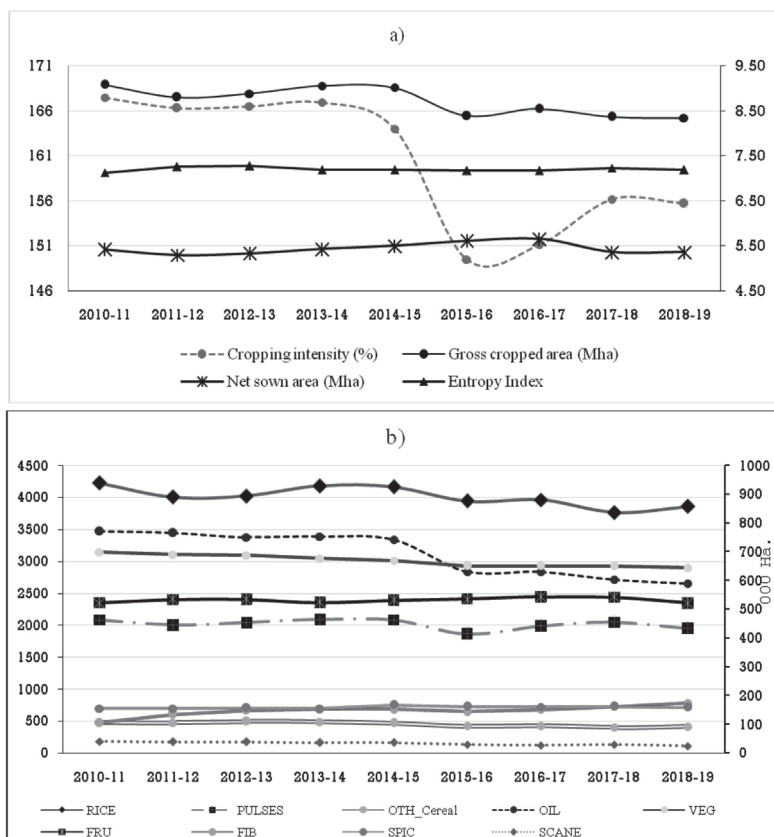 a)
171 9.50
166 8.50
161 7.50
156 6.50
151 5.50
146 4.50
2010-11 2011-12 2012-13 2013-14 2014-15 2015-16 2016-17 2017-18 2018-19
Cropping intensity (%) Gross cropped area (Mha)
Net sown area (Mha) Entropy Index
b)
4500 1000
4000 900
3500 800
3000 700
2500 600
2000 500
1500 400
1000 300
500 200
0 100
0
000 Ha.
2010-11 2011-12 2012-13 2013-14 2014-15 2015-16 2016-17 2017-18 2018-19
RICE PULSES OTH_Cereal OIL VEG
FRU FIB SPIC SCANE